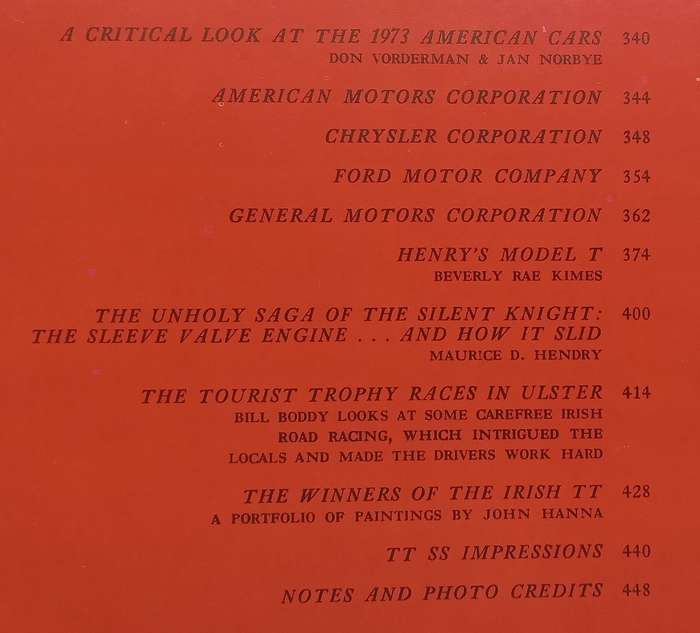 A CRITICAL LOOK AT THE 1973 AMERICAN CARS 340
DON VORDERMAN & JAN NORBYE
AMERICAN MOTORS CORPORATION 344
CHRYSLER CORPORATION 348
FORD MOTOR COMPANY 354
GENERAL MOTORS CORPORATION 362
HENRY'S MODEL T 374
BEVERLY RAE KIMES
THE UNHOLY SAGA OF THE SILENT KNIGHT: 400
THE SLEEVE VALVE ENGINE . . . AND HOW IT SLID
MAURICE D. HENDRY
THE TOURIST TROPHY RACES IN ULSTER 414
BILL BODDY LOOKS AT SOME CAREFREE IRISH
ROAD RACING, WHICH INTRIGUED THE
LOCALS AND MADE THE DRIVERS WORK HARD
THE WINNERS OF THE IRISH TT 428
A PORTFOLIO OF PAINTINGS BY JOHN HANNA
TT SS IMPRESSIONS 440
NOTES AND PHOTO CREDITS 448